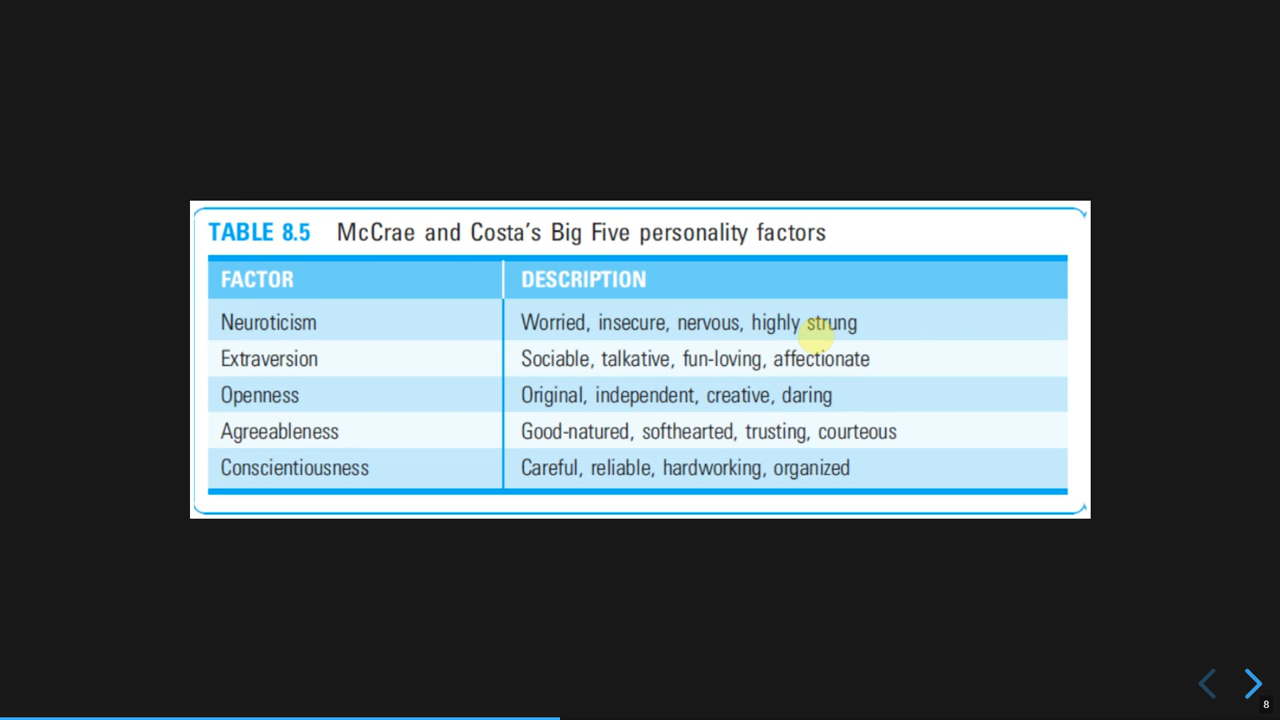 TABLE 8.5 McCrae and Costa's Big Five personality factors
FACTOR DESCRIPTION
Neuroticism Worried, insecure, nervous, highly strung
Extraversion Sociable, talkative, fun-loving, affectionate
Openness Original, independent, creative, daring
Agreeableness Good-natured, softhearted, trusting, courteous
Conscientiousness Careful, reliable, hardworking, organized
8